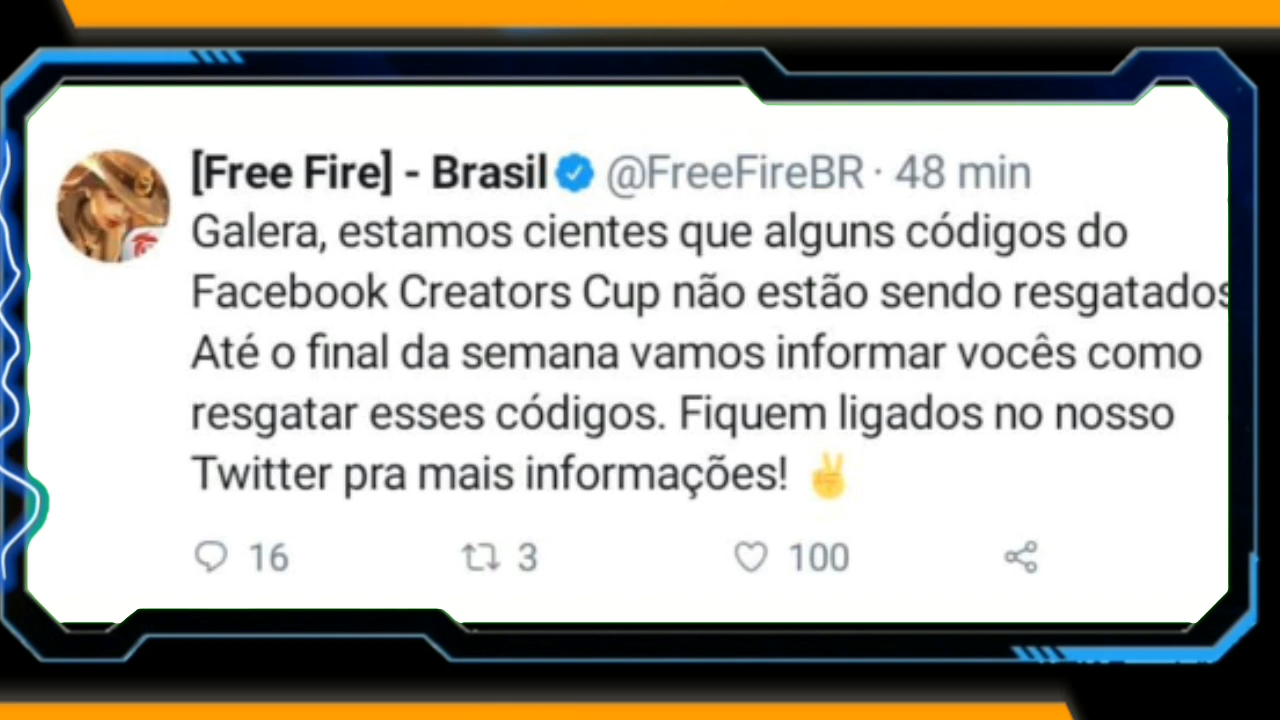 [Free Fire] - Brasil @FreeFireBR · 48 min
Galera, estamos cientes que alguns códigos do
Facebook Creators Cup não estão sendo resgatados
Até o final da semana vamos informar vocês como
resgatar esses códigos. Fiquem ligados no nosso
Twitter pra mais informações! ✌
16 3 100